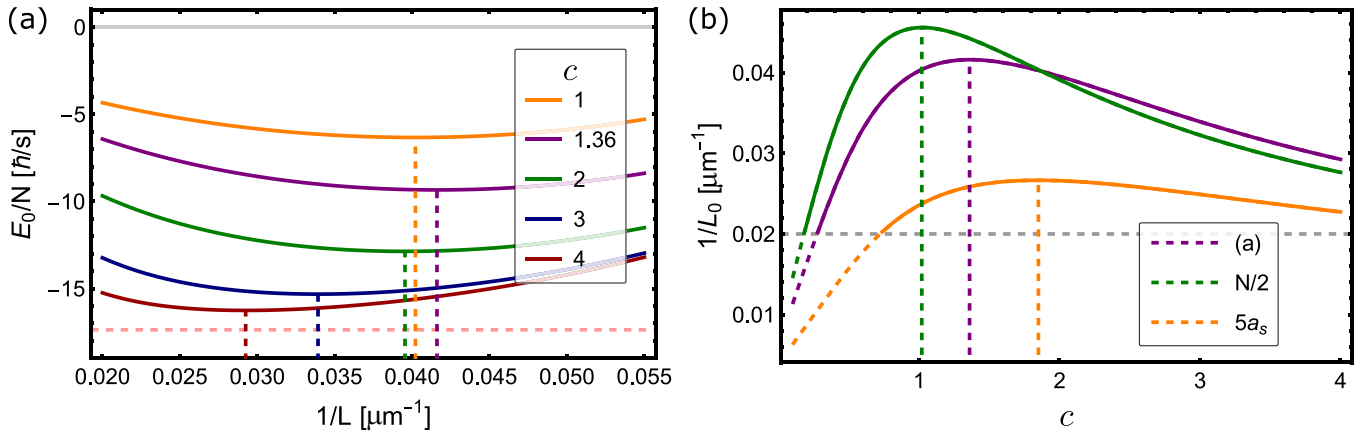 (a)
E₀/N [ħ/s]
0
−5
−10
−15
0.020 0.025 0.030 0.035 0.040 0.045 0.050 0.055
1/L [μm⁻¹]
c
1
1.36
2
3
4
(b)
1/L₀ [μm⁻¹]
0.04
0.03
0.02
0.01
1 2 3 4
c
(a)
N/2
5aₛ